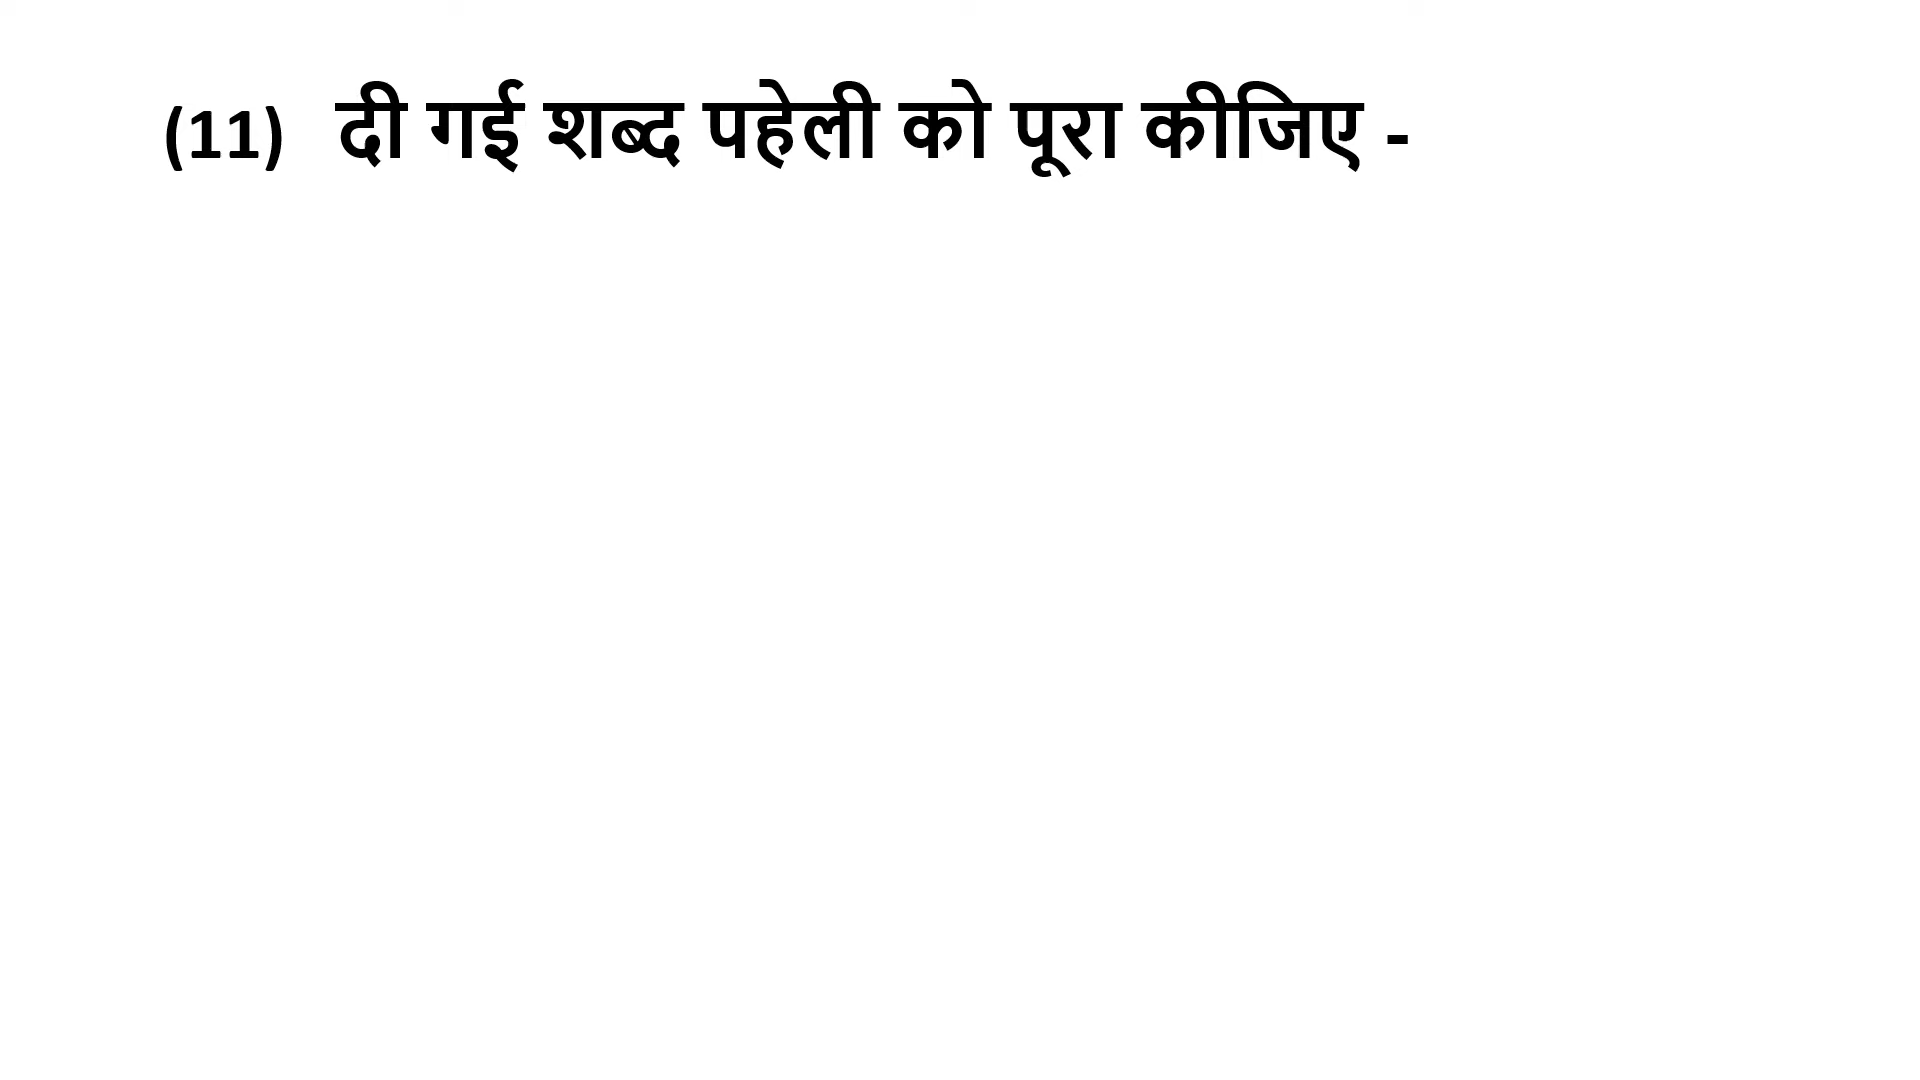 (11) दी गई शब्द पहेली को पूरा कीजिए -